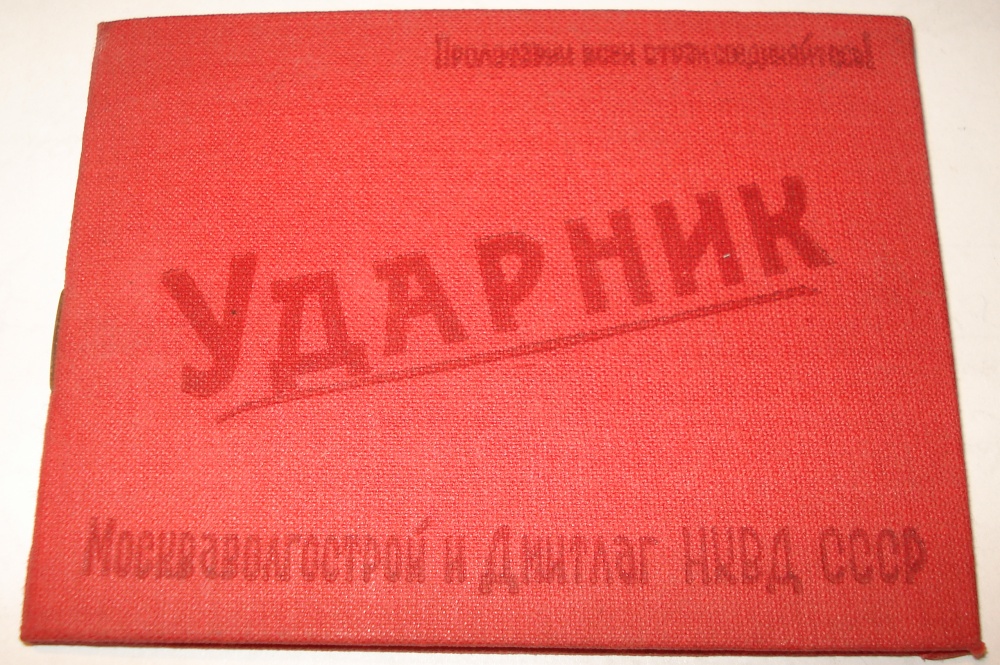 Пролетарии всех стран соединяйтесь!
УДАРНИК
Москваволгострой и Дмитлаг НКВД СССР